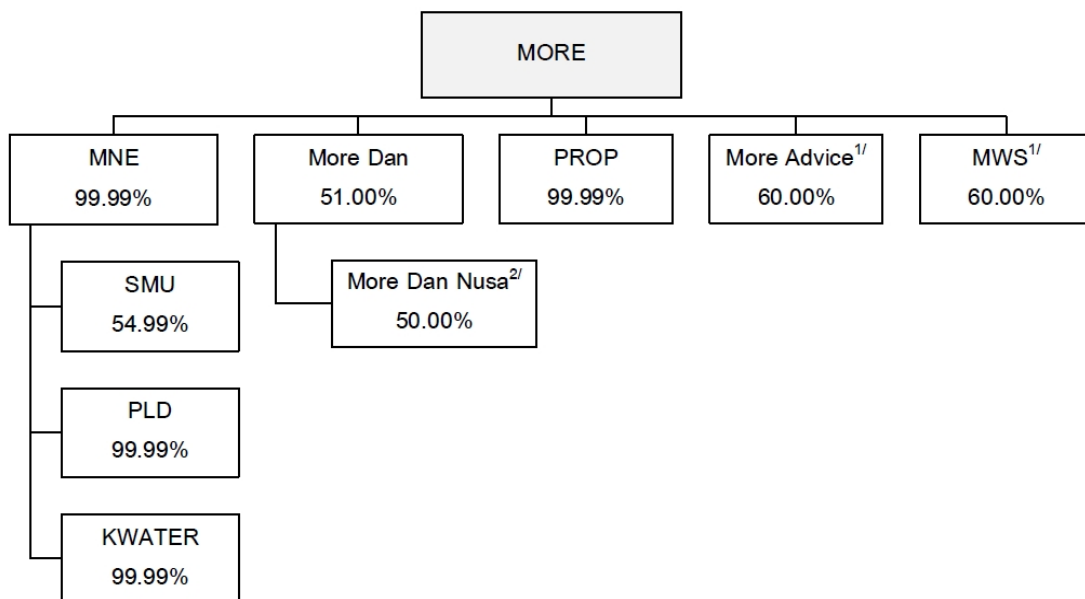 MORE
MNE
99.99%
More Dan
51.00%
PROP
99.99%
More Advice1/
60.00%
MWS1/
60.00%
SMU
54.99%
More Dan Nusa2/
50.00%
PLD
99.99%
KWATER
99.99%